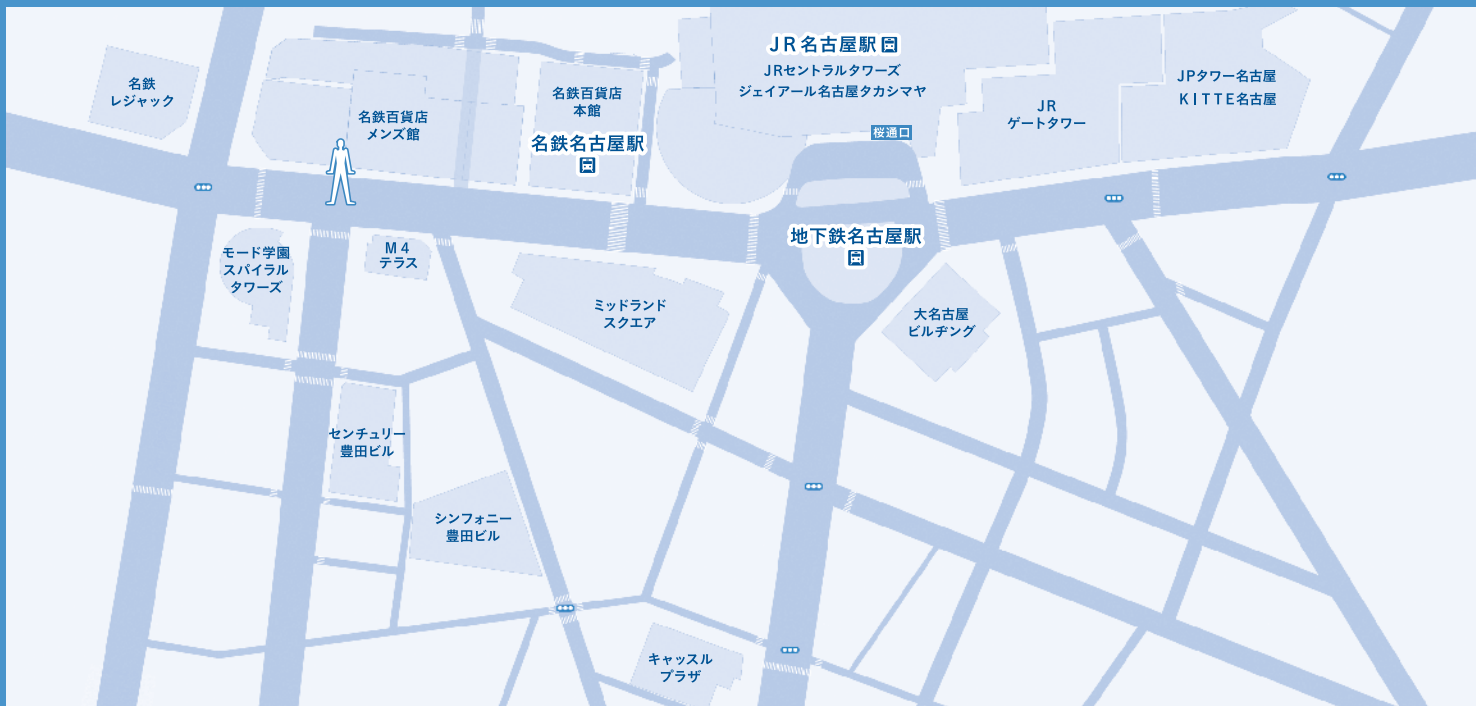 JR名古屋駅
JRセントラルタワーズ
ジェイアール名古屋タカシマヤ
JPタワー名古屋
KITTE名古屋
名鉄
レジャック
名鉄百貨店
メンズ館
名鉄百貨店
本館
名鉄名古屋駅
JR
ゲートタワー
桜通口
地下鉄名古屋駅
モード学園
スパイラル
タワーズ
M4
テラス
ミッドランド
スクエア
大名古屋
ビルヂング
センチュリー
豊田ビル
シンフォニー
豊田ビル
キャッスル
プラザ